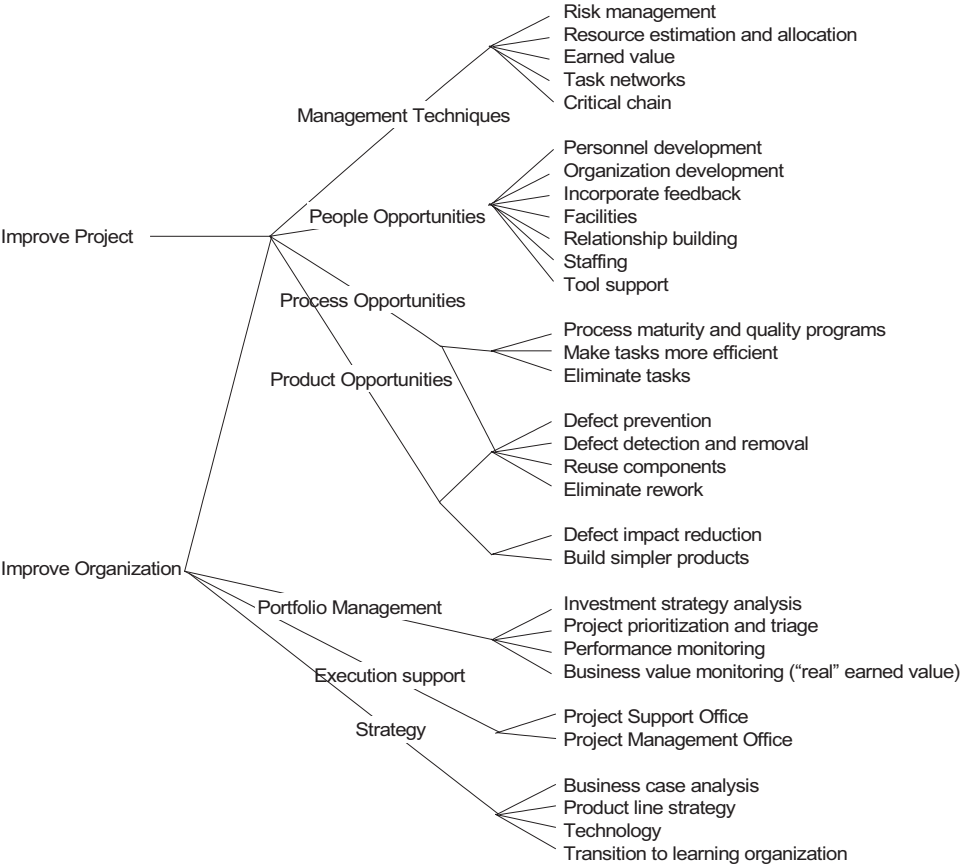 Risk management
Resource estimation and allocation
Earned value
Task networks
Critical chain
Management Techniques
Personnel development
Organization development
Incorporate feedback
Facilities
Relationship building
Staffing
Tool support
People Opportunities
Improve Project
Process Opportunities
Process maturity and quality programs
Make tasks more efficient
Eliminate tasks
Product Opportunities
Defect prevention
Defect detection and removal
Reuse components
Eliminate rework
Defect impact reduction
Build simpler products
Improve Organization
Portfolio Management
Investment strategy analysis
Project prioritization and triage
Performance monitoring
Business value monitoring (“real” earned value)
Execution support
Project Support Office
Project Management Office
Strategy
Business case analysis
Product line strategy
Technology
Transition to learning organization